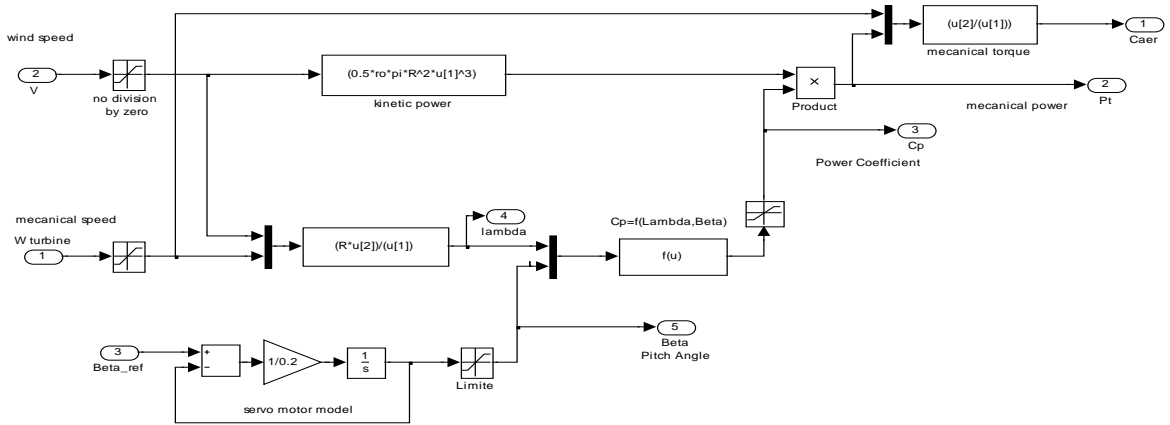 (u[2]/(u[1]))
1
Caer
mecanical torque
wind speed
2
V
no division
by zero
(0.5*ro*pi*R^2*u[1]^3)
kinetic power
X
Product
2
Pt
mecanical power
3
Cp
Power Coefficient
mecanical speed
W turbine
1
4
lambda
(R*u[2])/(u[1])
Cp=f(Lambda,Beta)
f(u)
5
Beta
Pitch Angle
3
Beta_ref
+
−
1/0.2
1
s
Limite
servo motor model